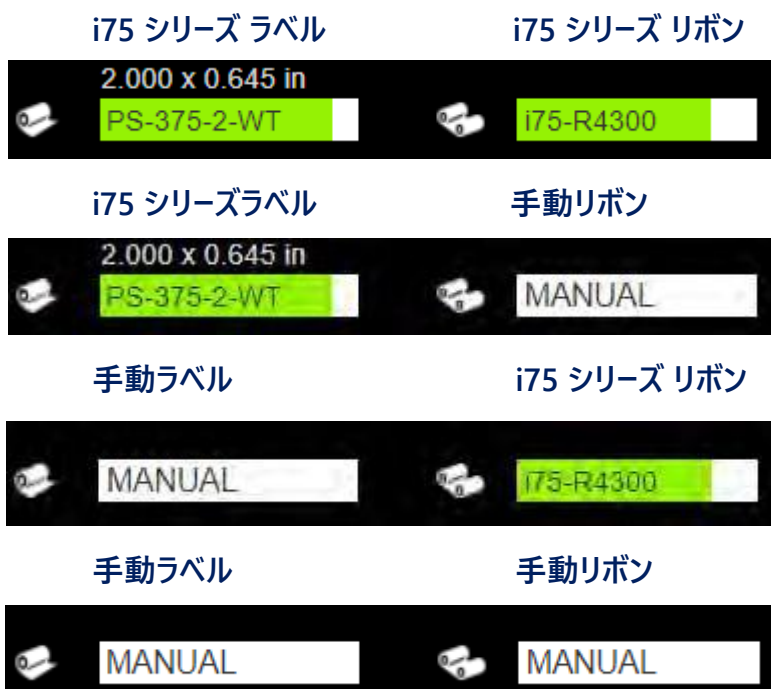 i75 シリーズ ラベル i75 シリーズ リボン
2.000 x 0.645 in
PS-375-2-WT i75-R4300
i75 シリーズラベル 手動リボン
2.000 x 0.645 in
PS-375-2-WT MANUAL
手動ラベル i75 シリーズ リボン
MANUAL i75-R4300
手動ラベル 手動リボン
MANUAL MANUAL